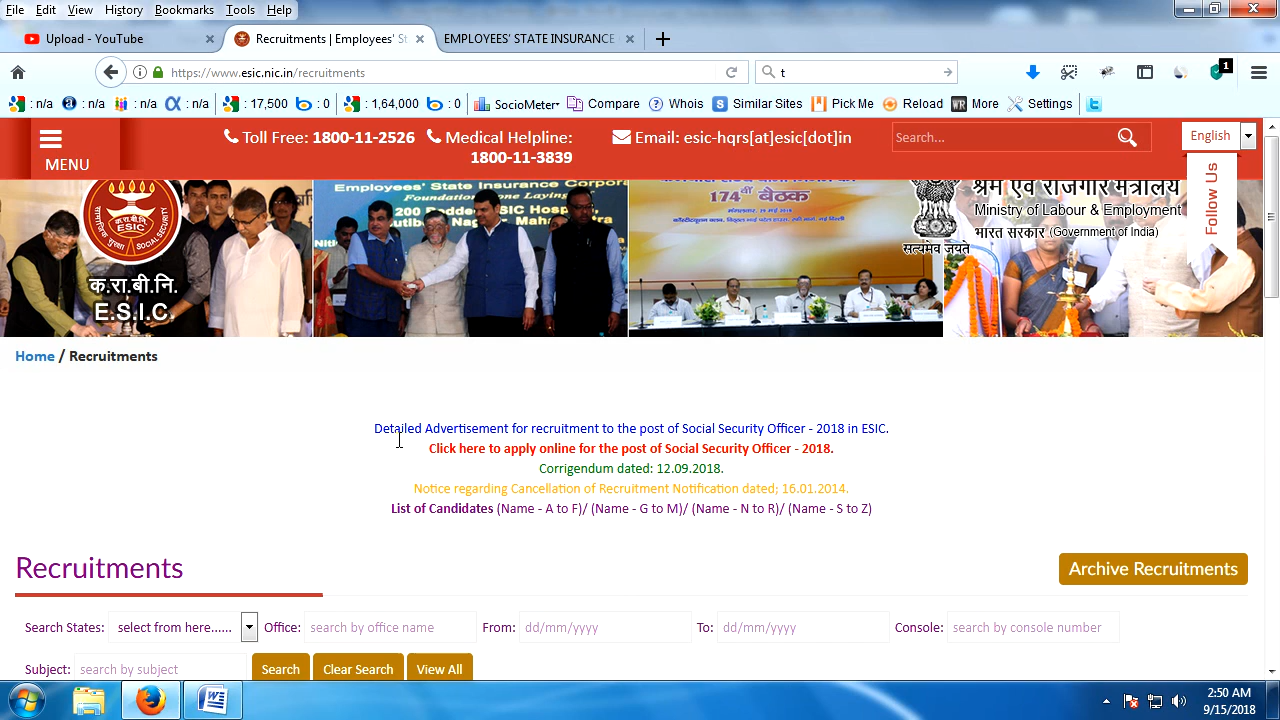 File Edit View History Bookmarks Tools Help
Upload - YouTube
Recruitments | Employees' St
EMPLOYEES' STATE INSURANCE
https://www.esic.nic.in/recruitments
t
1
: n/a : n/a : n/a : n/a : 17,500 : 0 : 1,64,000 : 0 SocioMeter Compare Whois Similar Sites Pick Me Reload More Settings
MENU
Toll Free: 1800-11-2526
Medical Helpline:
1800-11-3839
Email: esic-hqrs[at]esic[dot]in
Search...
English
Follow Us
ESIC
SOCIAL SECURITY
सामाजिक सुरक्षा
क.रा.बी.नि.
E.S.I.C.
Employees' State Insurance Corpora
Foundation Stone Laying
174वीं बैठक
श्रम एवं रोजगार मंत्रालय
Ministry of Labour & Employment
भारत सरकार (Government of India)
सत्यमेव जयते
Home / Recruitments
Detailed Advertisement for recruitment to the post of Social Security Officer - 2018 in ESIC.
Click here to apply online for the post of Social Security Officer - 2018.
Corrigendum dated: 12.09.2018.
Notice regarding Cancellation of Recruitment Notification dated; 16.01.2014.
List of Candidates (Name - A to F)/ (Name - G to M)/ (Name - N to R)/ (Name - S to Z)
Recruitments
Archive Recruitments
Search States: select from here...... Office: search by office name From: dd/mm/yyyy To: dd/mm/yyyy Console: search by console number
Subject: search by subject Search Clear Search View All
2:50 AM
9/15/2018